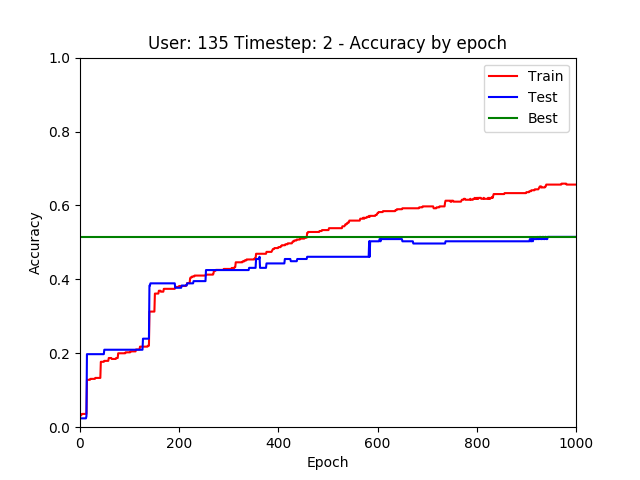 User: 135 Timestep: 2 - Accuracy by epoch
1.0
0.8
0.6
0.4
0.2
0.0
Accuracy
Train
Test
Best
0 200 400 600 800 1000
Epoch